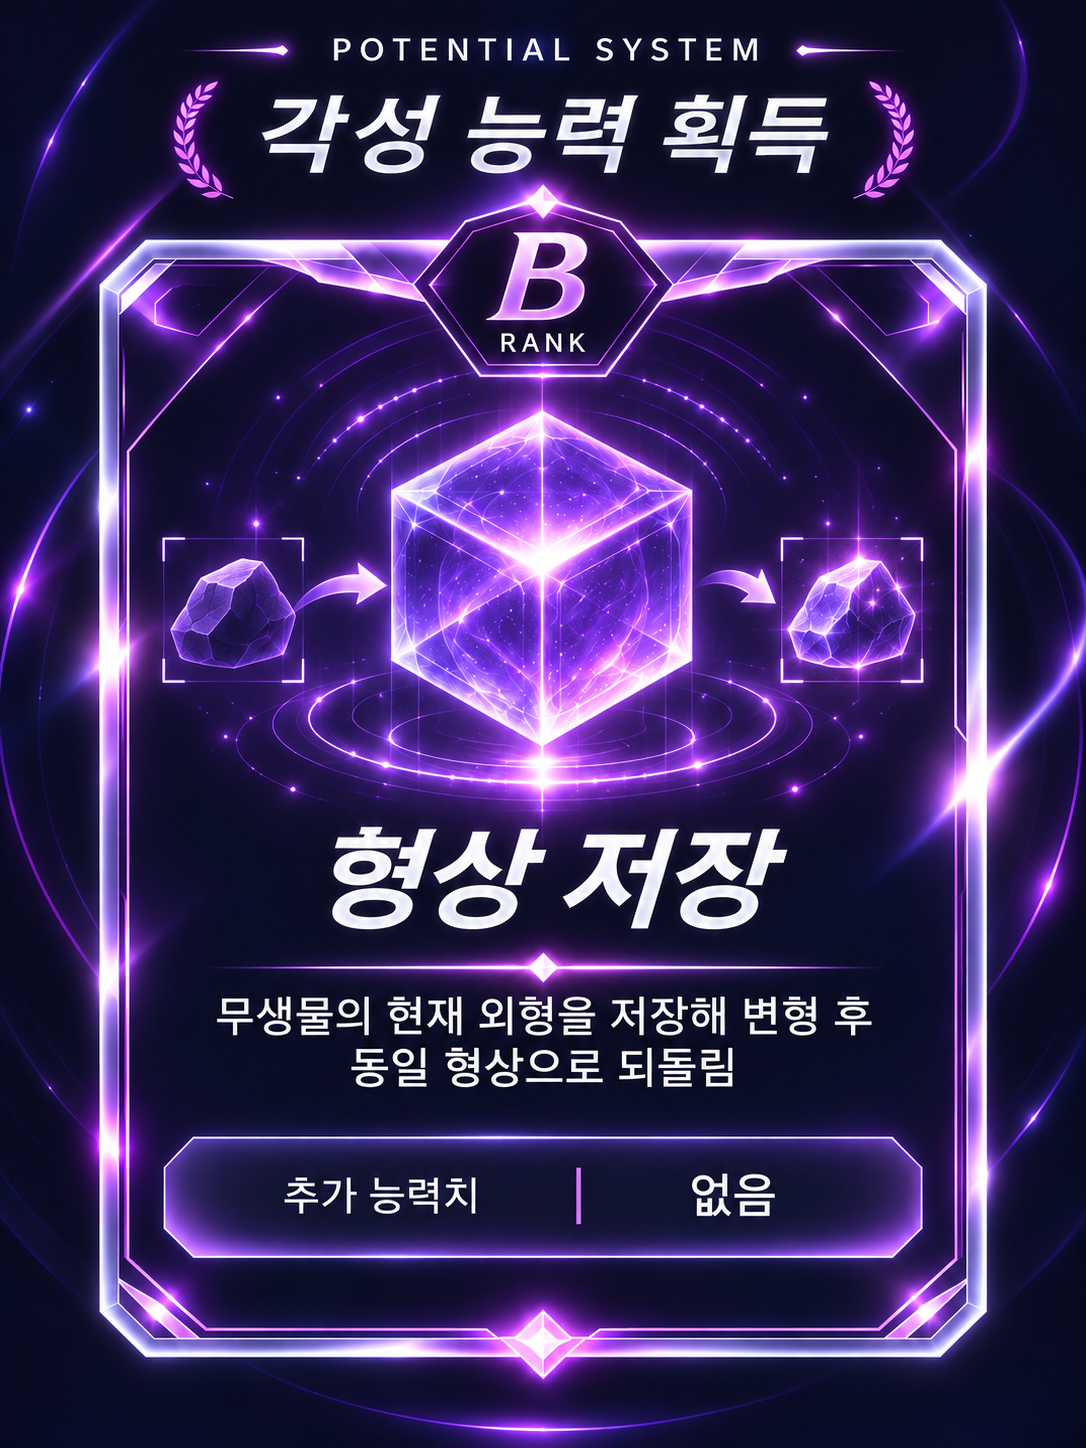 POTENTIAL SYSTEM
각성 능력 획득
B
RANK
형상 저장
무생물의 현재 외형을 저장해 변형 후
동일 형상으로 되돌림
추가 능력치 | 없음